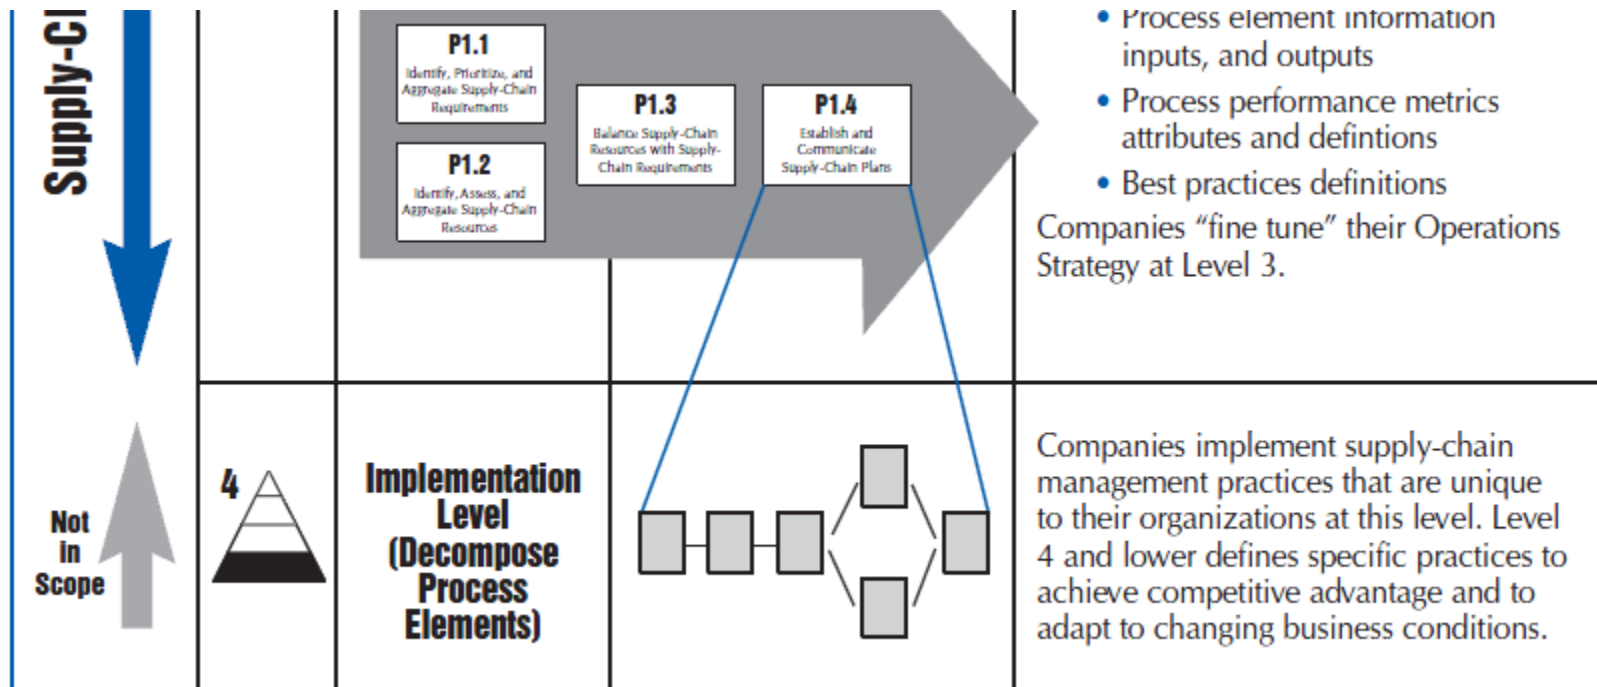 Supply-C
P1.1
Identify, Prioritize, and
Aggregate Supply-Chain
Requirements
P1.2
Identify, Assess, and
Aggregate Supply-Chain
Resources
P1.3
Balance Supply-Chain
Resources with Supply-
Chain Requirements
P1.4
Establish and
Communicate
Supply-Chain Plans
• Process element information
inputs, and outputs
• Process performance metrics
attributes and defintions
• Best practices definitions
Companies “fine tune” their Operations
Strategy at Level 3.
Not
in
Scope
4
Implementation
Level
(Decompose
Process
Elements)
Companies implement supply-chain
management practices that are unique
to their organizations at this level. Level
4 and lower defines specific practices to
achieve competitive advantage and to
adapt to changing business conditions.